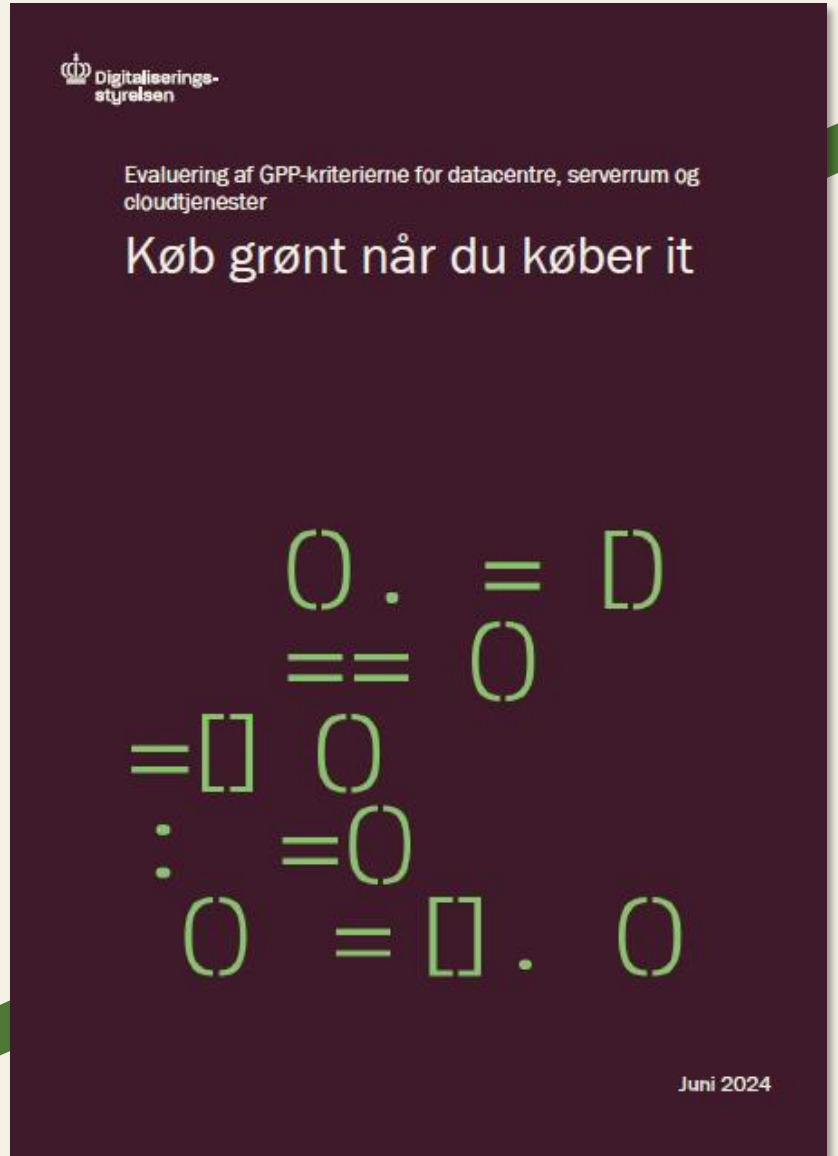 Digitaliserings-
styrelsen
Evaluering af GPP-kriterierne for datacentre, serverrum og
cloudtjenester
Køb grønt når du køber it
(). = [)
== ()
=[] ()
: =()
() = []. ()
Juni 2024